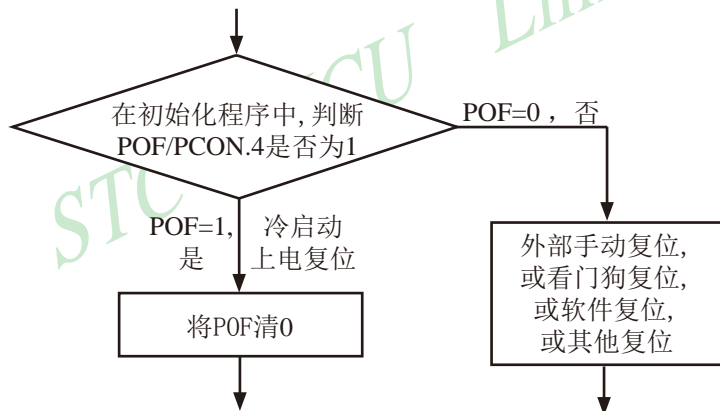 STC MCU Limi
在初始化程序中, 判断
POF/PCON.4是否为1
POF=0 ， 否
POF=1,
是
冷启动
上电复位
外部手动复位,
或看门狗复位,
或软件复位,
或其他复位
将POF清0